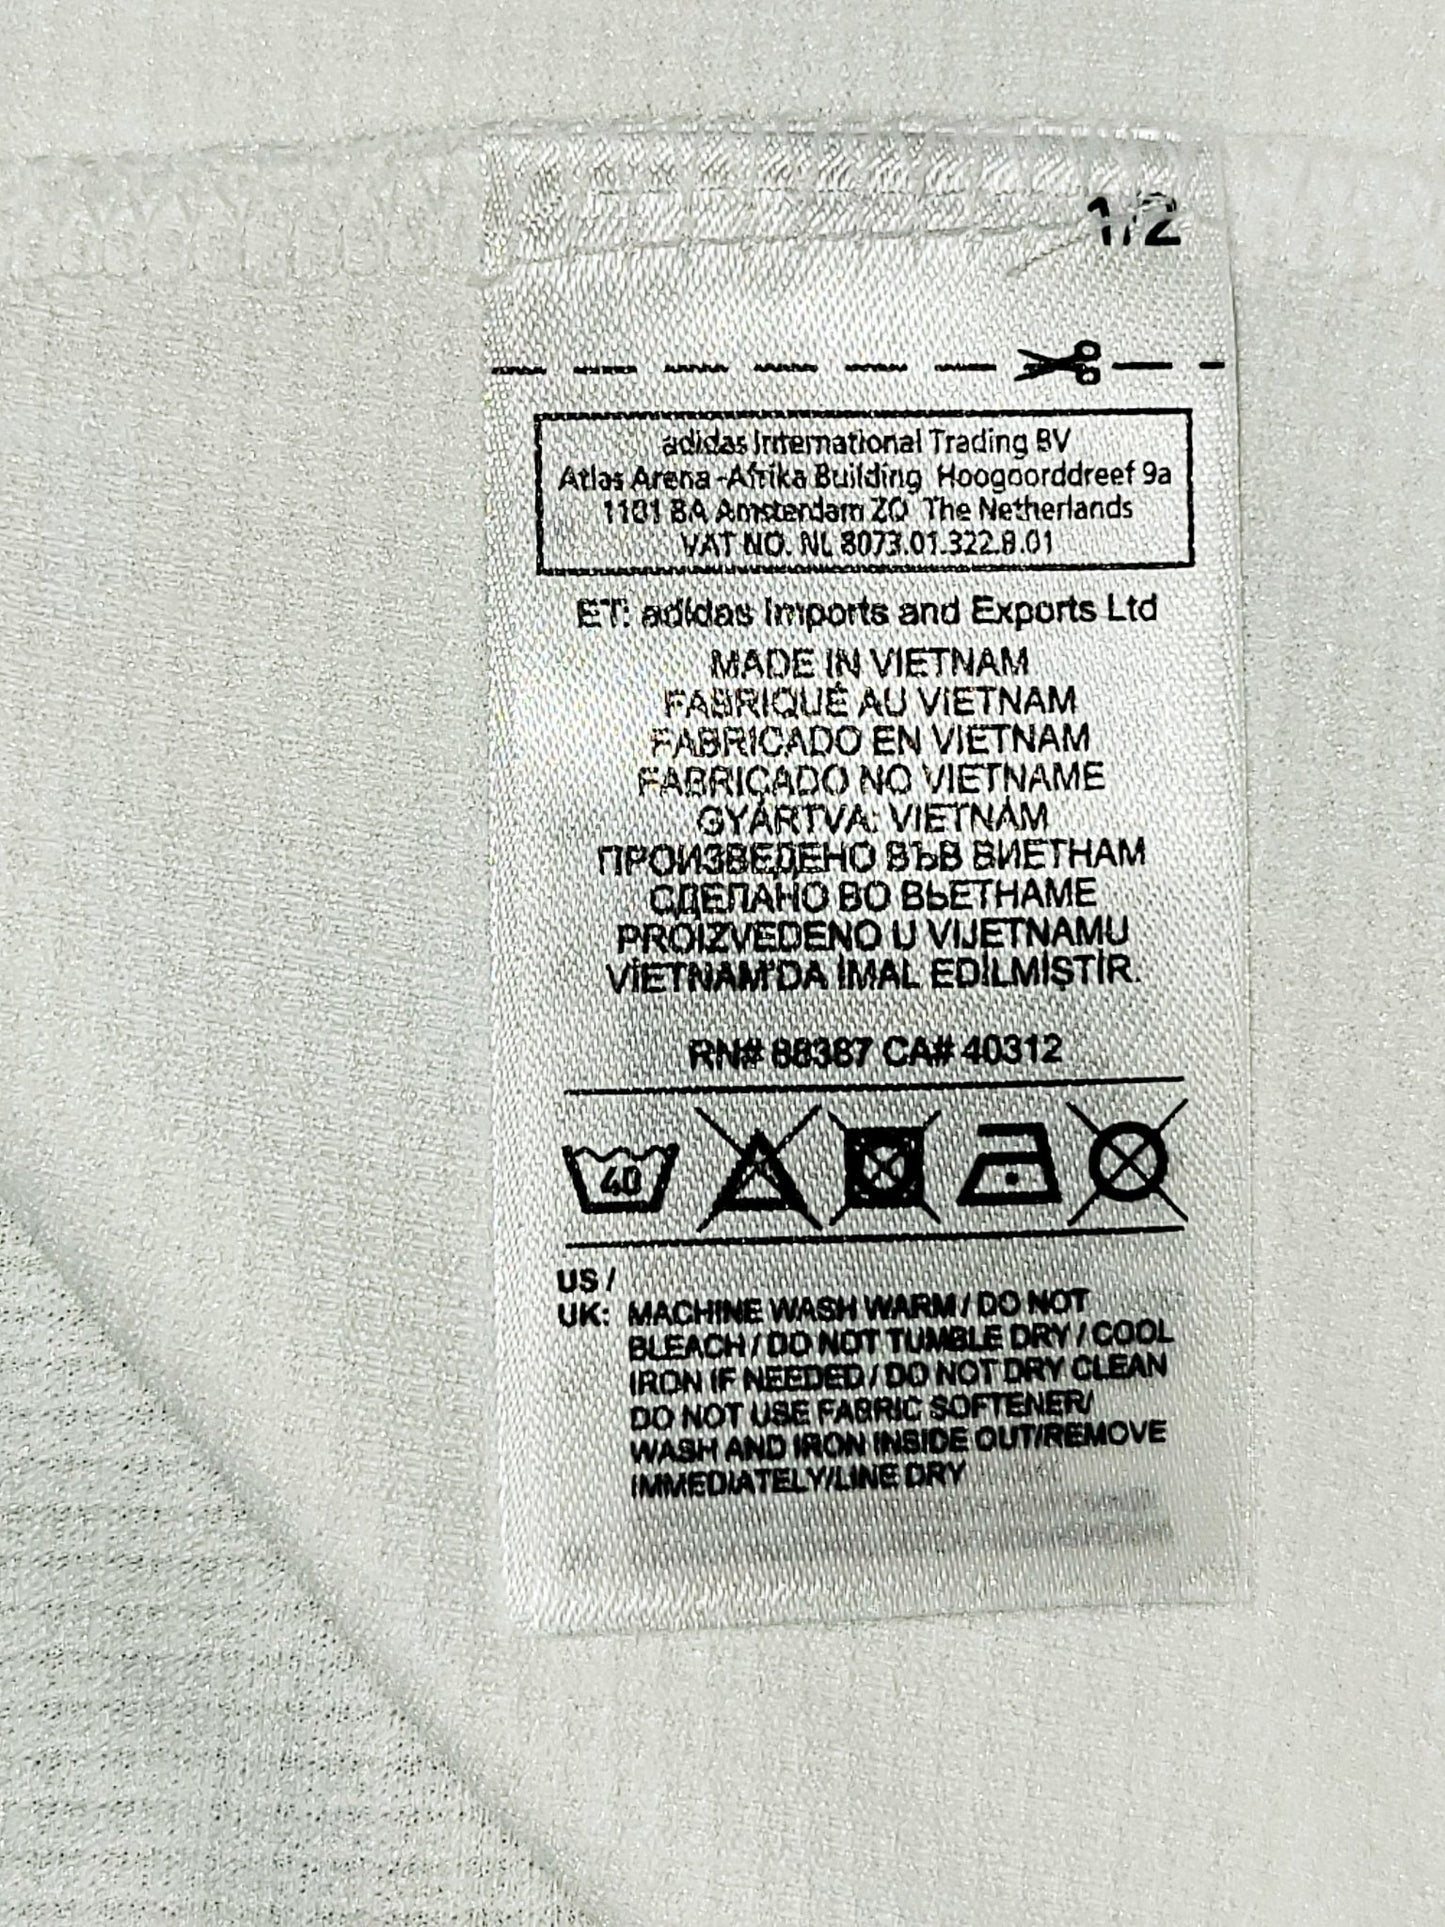 1/2
adidas International Trading BV
Atlas Arena -Afrika Building Hoogoorddreef 9a
1101 BA Amsterdam ZO The Netherlands
VAT NO. NL 8073.01.322.B.01
ET: adidas Imports and Exports Ltd
MADE IN VIETNAM
FABRIQUÉ AU VIETNAM
FABRICADO EN VIETNAM
FABRICADO NO VIETNAME
GYÁRTVA: VIETNÁM
ПРОИЗВЕДЕНО ВЪВ ВИЕТНАМ
СДЕЛАНО ВО ВЬЕТНАМЕ
PROIZVEDENO U VIJETNAMU
VİETNAM'DA İMAL EDİLMİŞTİR.
RN# 88387 CA# 40312
40
US /
UK: MACHINE WASH WARM / DO NOT
BLEACH / DO NOT TUMBLE DRY / COOL
IRON IF NEEDED / DO NOT DRY CLEAN
DO NOT USE FABRIC SOFTENER/
WASH AND IRON INSIDE OUT/REMOVE
IMMEDIATELY/LINE DRY